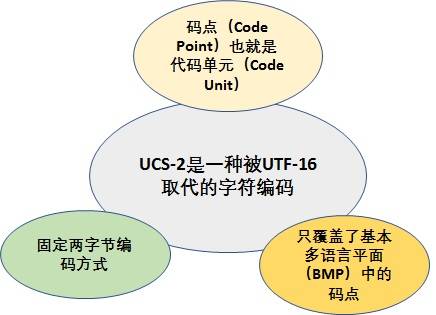 码点（Code
Point）也就是
代码单元（Code
Unit）
UCS-2是一种被UTF-16
取代的字符编码
固定两字节编
码方式
只覆盖了基本
多语言平面
（BMP）中的
码点